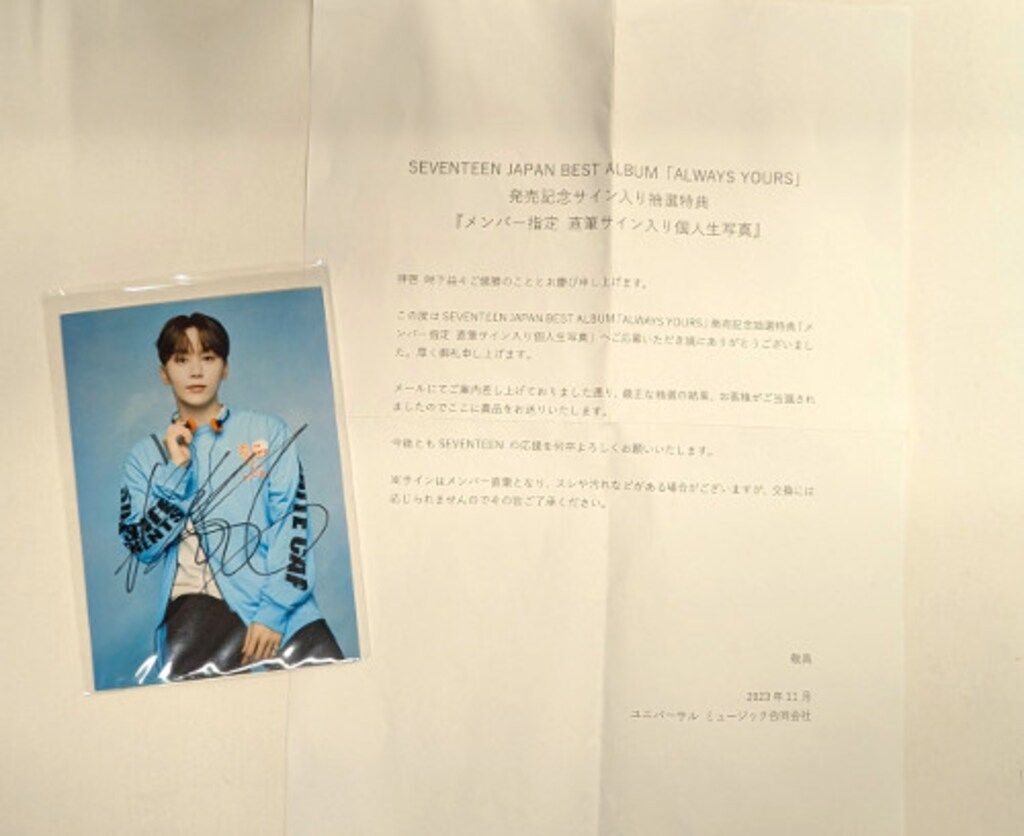 SEVENTEEN JAPAN BEST ALBUM「ALWAYS YOURS」
発売記念サイン入り抽選特典
『メンバー指定 直筆サイン入り個人生写真』
拝啓 時下益々ご健勝のこととお慶び申し上げます。
この度は SEVENTEEN JAPAN BEST ALBUM「ALWAYS YOURS」発売記念抽選特典「メ
ンバー指定 直筆サイン入り個人生写真」へご応募いただき誠にありがとうございまし
た。厚く御礼申し上げます。
メールにてご案内差し上げておりました通り、厳正な抽選の結果、お客様がご当選され
ましたのでここに賞品をお送りいたします。
今後とも SEVENTEEN の応援を何卒よろしくお願いいたします。
※サインはメンバー直筆となり、スレや汚れなどがある場合がございますが、交換には
応じられませんのでその旨ご了承ください。
敬具
2023 年 11 月
ユニバーサル ミュージック合同会社